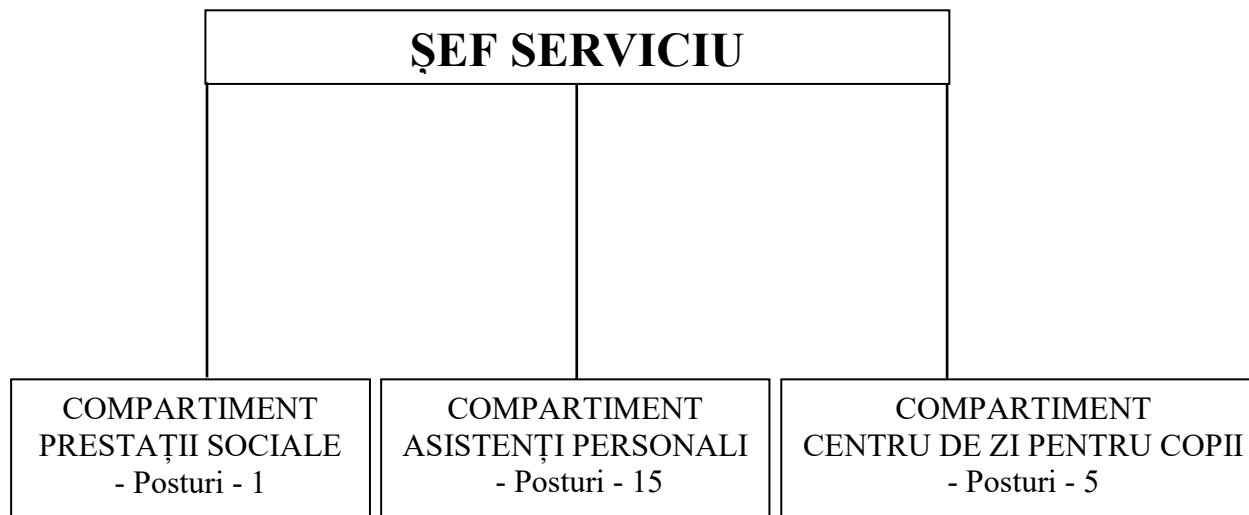 ȘEF SERVICIU
COMPARTIMENT
PRESTAȚII SOCIALE
- Posturi - 1
COMPARTIMENT
ASISTENȚI PERSONALI
- Posturi - 15
COMPARTIMENT
CENTRU DE ZI PENTRU COPII
- Posturi - 5